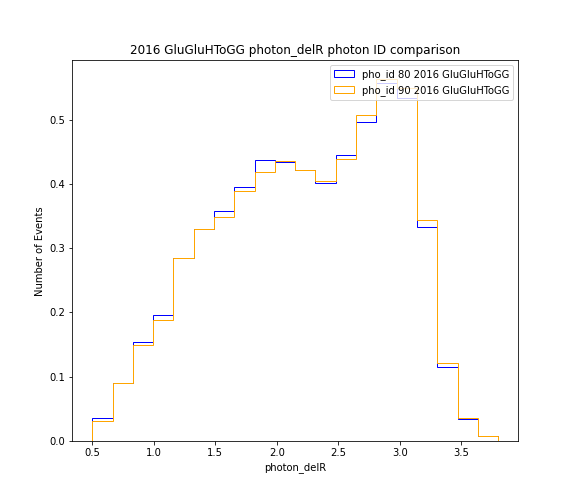 2016 GluGluHToGG photon_delR photon ID comparison
pho_id 80 2016 GluGluHToGG
pho_id 90 2016 GluGluHToGG
Number of Events
0.5
0.4
0.3
0.2
0.1
0.0
0.5 1.0 1.5 2.0 2.5 3.0 3.5
photon_delR